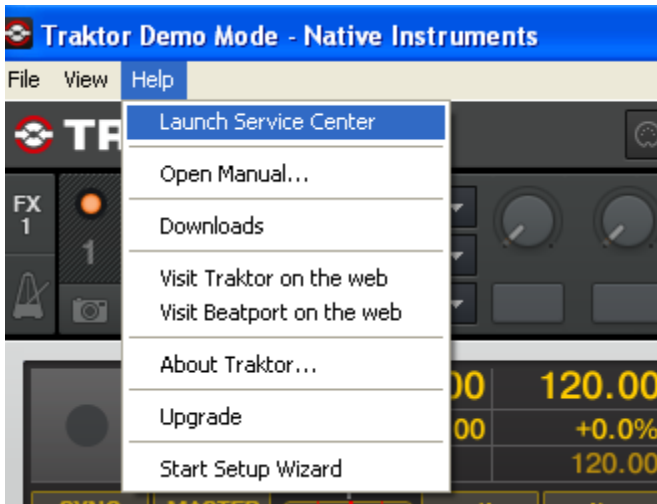 Traktor Demo Mode - Native Instruments
File View Help
Launch Service Center
Open Manual...
Downloads
Visit Traktor on the web
Visit Beatport on the web
About Traktor...
Upgrade
Start Setup Wizard
FX
1
1
00 120.00
00 +0.0%
120.00